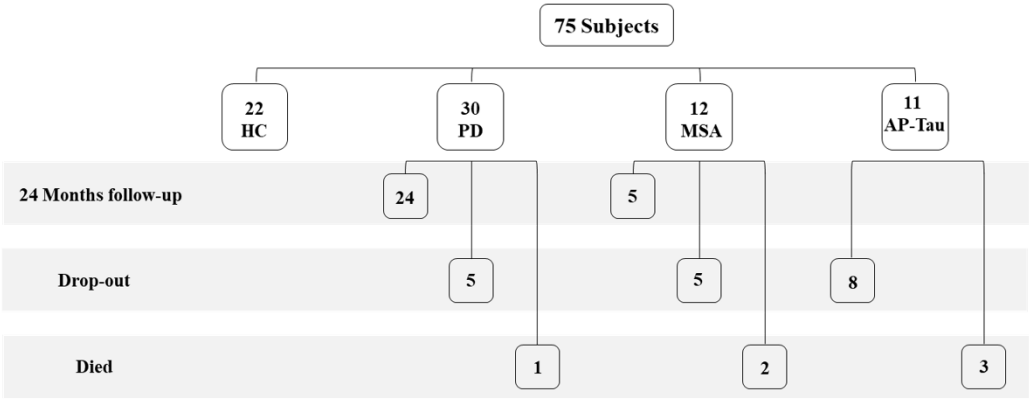 75 Subjects
22
HC
30
PD
12
MSA
11
AP-Tau
24 Months follow-up
24
5
Drop-out
5
5
8
Died
1
2
3